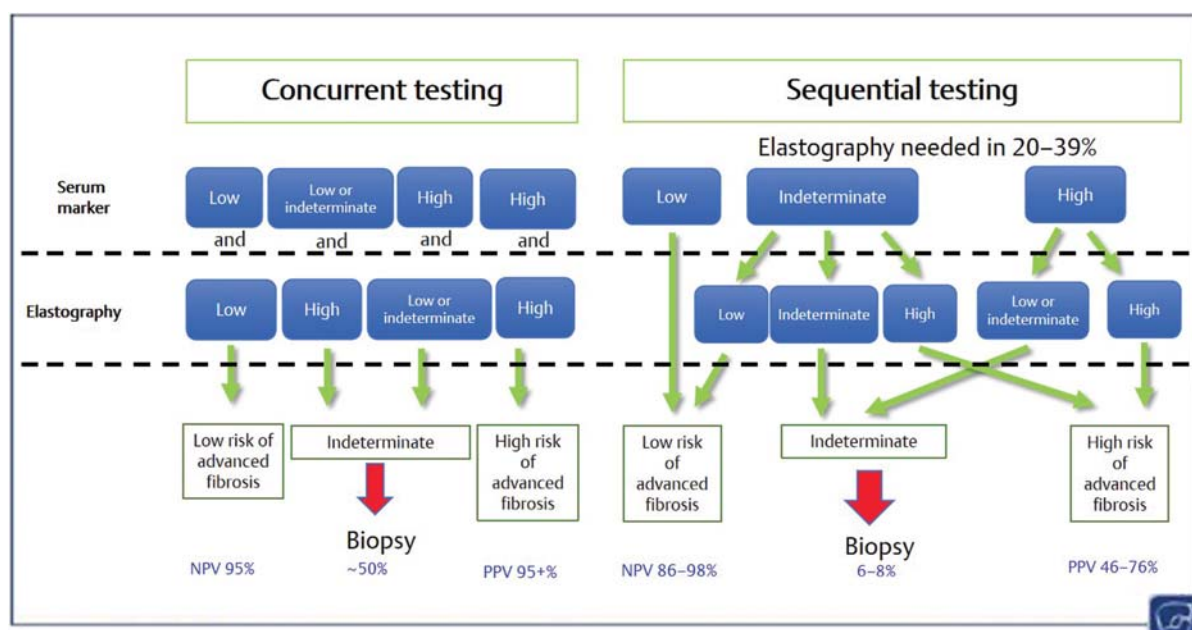 Concurrent testing
Sequential testing
Elastography needed in 20–39%
Serum
marker
Low
Low or
indeterminate
High
High
Low
Indeterminate
High
and
and
and
and
Elastography
Low
High
Low or
indeterminate
High
Low
Indeterminate
High
Low or
indeterminate
High
Low risk of
advanced
fibrosis
Indeterminate
High risk
of
advanced
fibrosis
Low risk
of
advanced
fibrosis
Indeterminate
High risk of
advanced
fibrosis
Biopsy
Biopsy
NPV 95%
~50%
PPV 95+%
NPV 86–98%
6–8%
PPV 46–76%